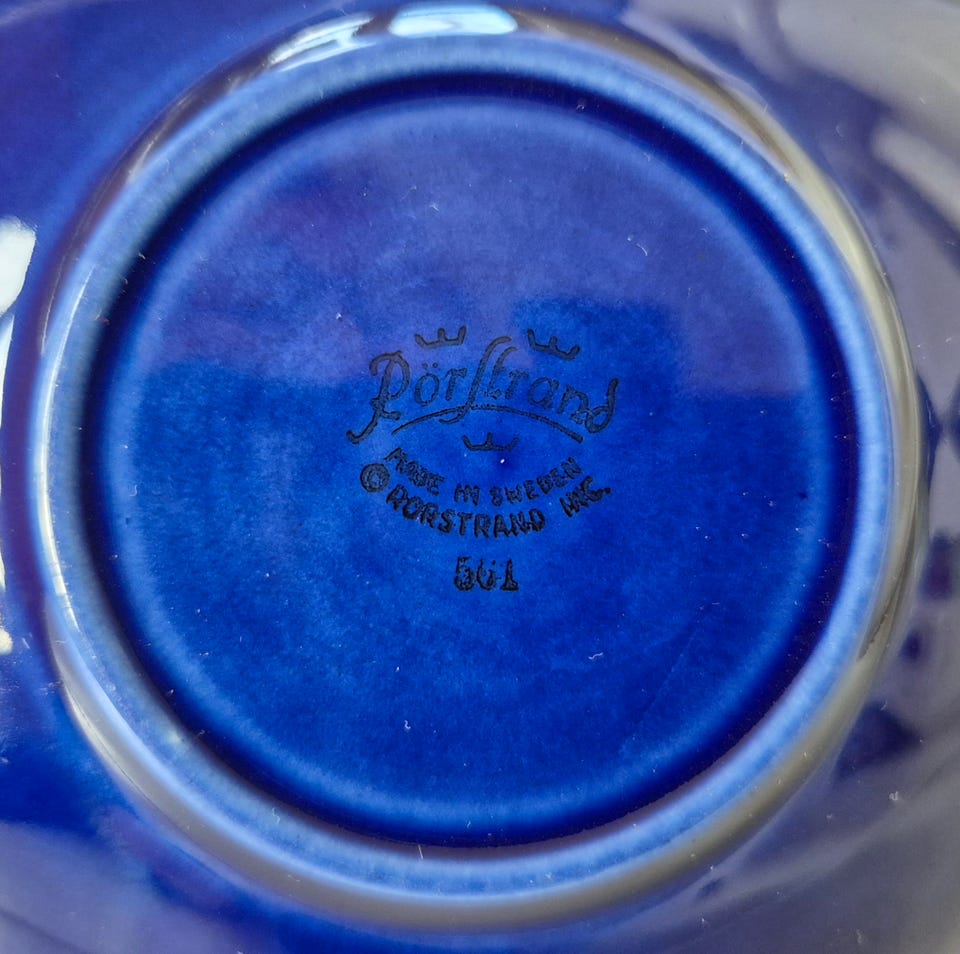 Rörstrand
MADE IN SWEDEN
© RORSTRAND INC.
561